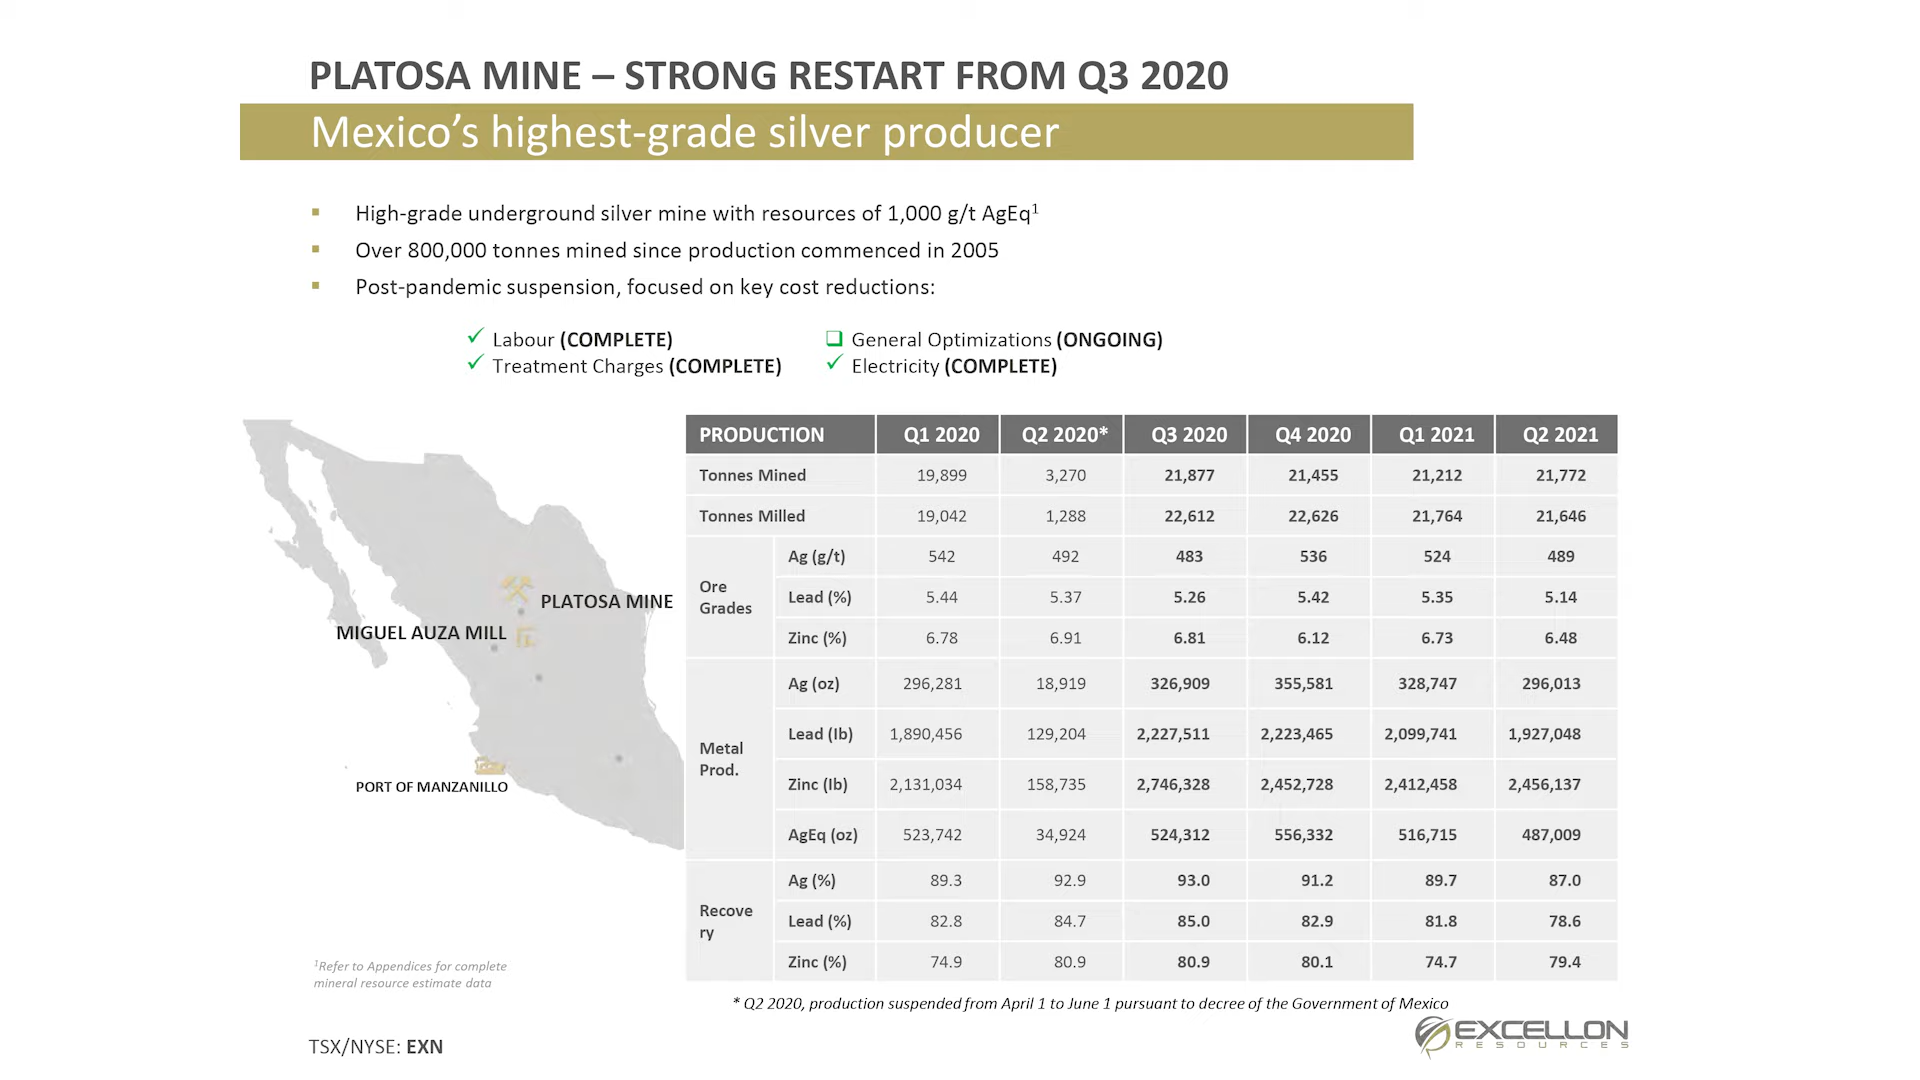 PLATOSA MINE – STRONG RESTART FROM Q3 2020
Mexico’s highest-grade silver producer
▪ High-grade underground silver mine with resources of 1,000 g/t AgEq¹
▪ Over 800,000 tonnes mined since production commenced in 2005
▪ Post-pandemic suspension, focused on key cost reductions:
✓ Labour (COMPLETE)
✓ Treatment Charges (COMPLETE)
❑ General Optimizations (ONGOING)
✓ Electricity (COMPLETE)
PLATOSA MINE
MIGUEL AUZA MILL
PORT OF MANZANILLO
PRODUCTION Q1 2020 Q2 2020* Q3 2020 Q4 2020 Q1 2021 Q2 2021
Tonnes Mined 19,899 3,270 21,877 21,455 21,212 21,772
Tonnes Milled 19,042 1,288 22,612 22,626 21,764 21,646
Ore
Grades
Ag (g/t) 542 492 483 536 524 489
Lead (%) 5.44 5.37 5.26 5.42 5.35 5.14
Zinc (%) 6.78 6.91 6.81 6.12 6.73 6.48
Metal
Prod.
Ag (oz) 296,281 18,919 326,909 355,581 328,747 296,013
Lead (lb) 1,890,456 129,204 2,227,511 2,223,465 2,099,741 1,927,048
Zinc (lb) 2,131,034 158,735 2,746,328 2,452,728 2,412,458 2,456,137
AgEq (oz) 523,742 34,924 524,312 556,332 516,715 487,009
Recove
ry
Ag (%) 89.3 92.9 93.0 91.2 89.7 87.0
Lead (%) 82.8 84.7 85.0 82.9 81.8 78.6
Zinc (%) 74.9 80.9 80.9 80.1 74.7 79.4
¹Refer to Appendices for complete
mineral resource estimate data
* Q2 2020, production suspended from April 1 to June 1 pursuant to decree of the Government of Mexico
TSX/NYSE: EXN
EXCELLON
RESOURCES